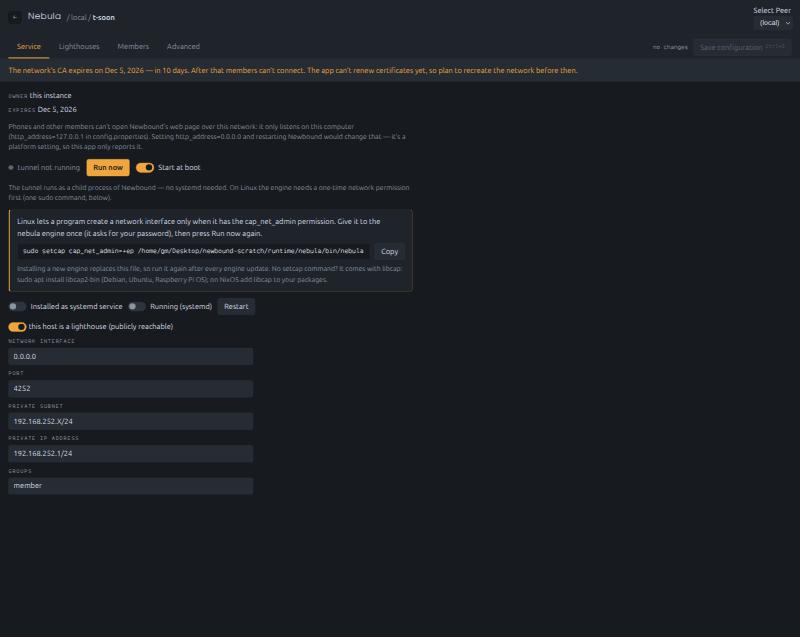 ← Nebula / local / t-soon
Select Peer
(local)
Service Lighthouses Members Advanced
no changes Save configuration Ctrl+S
The network's CA expires on Dec 5, 2026 — in 10 days. After that members can't connect. The app can't renew certificates yet, so plan to recreate the network before then.
OWNER this instance
EXPIRES Dec 5, 2026
Phones and other members can't open Newbound's web page over this network: it only listens on this computer
(http_address=127.0.0.1 in config.properties). Setting http_address=0.0.0.0 and restarting Newbound would change that — it's a
platform setting, so this app only reports it.
tunnel not running Run now Start at boot
The tunnel runs as a child process of Newbound — no systemd needed. On Linux the engine needs a one-time network permission
first (one sudo command, below).
Linux lets a program create a network interface only when it has the cap_net_admin permission. Give it to the
nebula engine once (it asks for your password), then press Run now again.
sudo setcap cap_net_admin=+ep /home/gm/Desktop/newbound-scratch/runtime/nebula/bin/nebula Copy
Installing a new engine replaces this file, so run it again after every engine update. No setcap command? It comes with libcap:
sudo apt install libcap2-bin (Debian, Ubuntu, Raspberry Pi OS); on NixOS add libcap to your packages.
Installed as systemd service Running (systemd) Restart
this host is a lighthouse (publicly reachable)
NETWORK INTERFACE
0.0.0.0
PORT
4252
PRIVATE SUBNET
192.168.252.X/24
PRIVATE IP ADDRESS
192.168.252.1/24
GROUPS
member